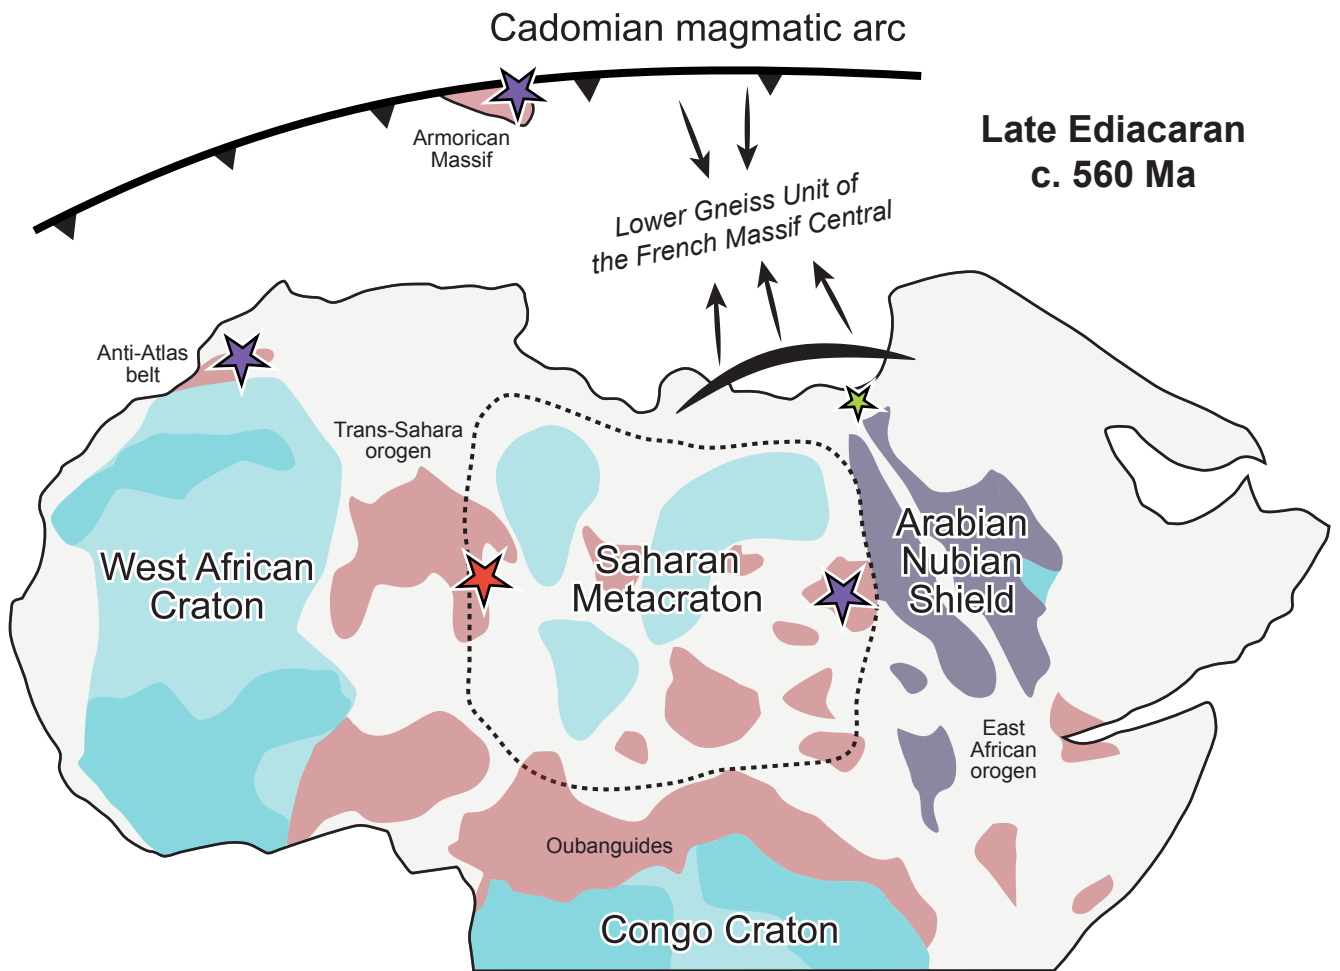 Cadomian magmatic arc
Late Ediacaran
c. 560 Ma
Armorican
Massif
Lower Gneiss Unit of
the French Massif Central
Anti-Atlas
belt
Trans-Sahara
orogen
West African
Craton
Saharan
Metacraton
Arabian
Nubian
Shield
East
African
orogen
Oubanguides
Congo Craton